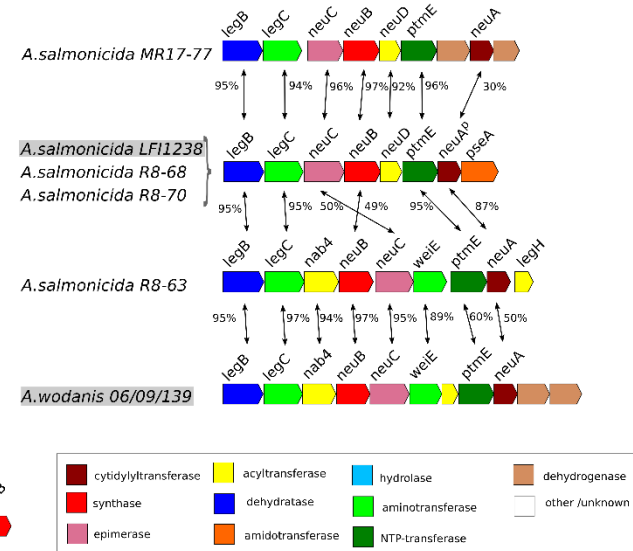 legB legC neuC neuB neuD ptmE neuA
A.salmonicida MR17-77
95% 94% 96% 97% 92% 96% 30%
legB legC neuC neuB neuD ptmE neuAᵖ pseA
A.salmonicida LFI1238
A.salmonicida R8-68
A.salmonicida R8-70
95% 95% 50% 49% 95% 87%
legB legC nab4 neuB neuC weiE ptmE neuA legH
A.salmonicida R8-63
95% 97% 94% 97% 95% 89% 60% 50%
legB legC nab4 neuB neuC weiE ptmE neuA
A.wodanis 06/09/139
cytidylyltransferase acyltransferase hydrolase dehydrogenase
synthase dehydratase aminotransferase other /unknown
epimerase amidotransferase NTP-transferase